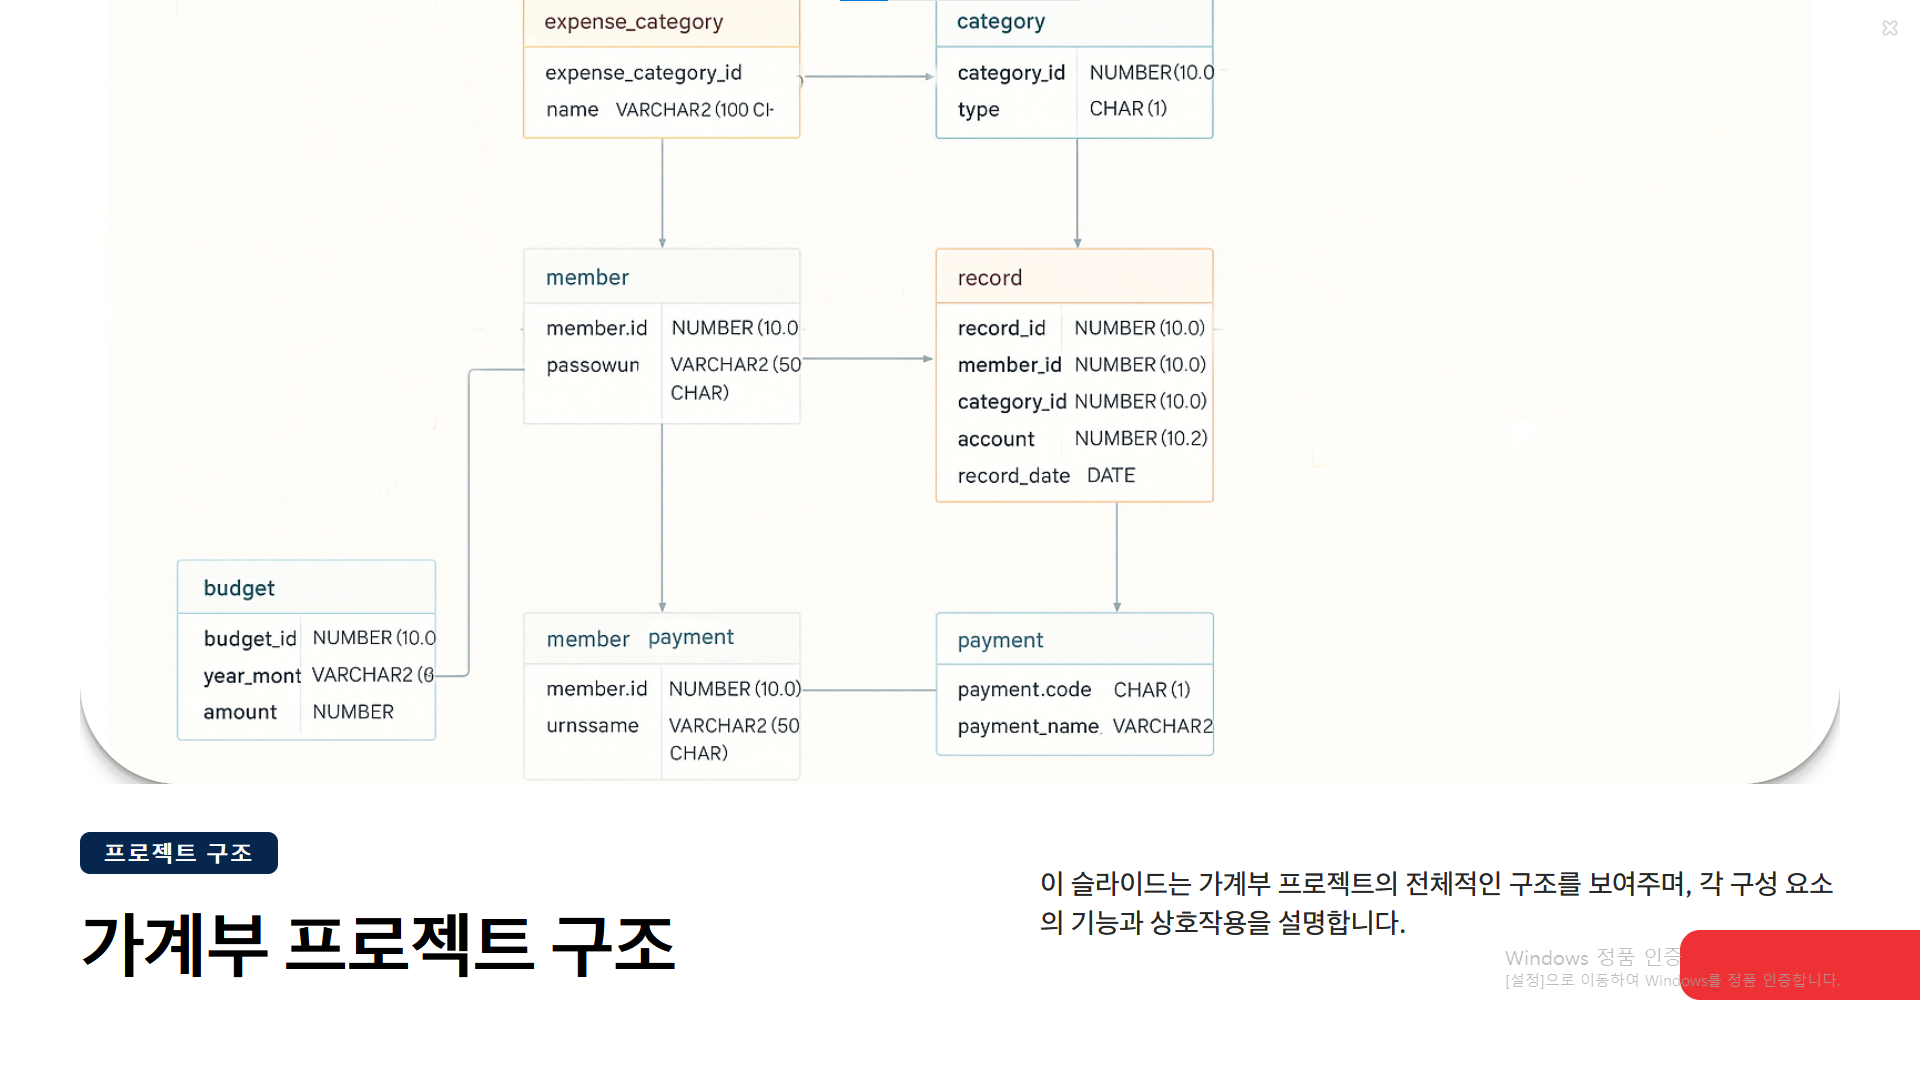 expense_category
expense_category_id
name VARCHAR2 (100 CH
category
category_id NUMBER(10.0
type CHAR (1)
member
member.id NUMBER (10.0
passowun VARCHAR2 (50
CHAR)
record
record_id NUMBER (10.0)
member_id NUMBER (10.0)
category_id NUMBER (10.0)
account NUMBER (10.2)
record_date DATE
budget
budget_id NUMBER (10.0
year_mont VARCHAR2 (6
amount NUMBER
member payment
member.id NUMBER (10.0)
urnssame VARCHAR2 (50
CHAR)
payment
payment.code CHAR (1)
payment_name. VARCHAR2
프로젝트 구조
가계부 프로젝트 구조
이 슬라이드는 가계부 프로젝트의 전체적인 구조를 보여주며, 각 구성 요소
의 기능과 상호작용을 설명합니다.
Windows 정품 인증
[설정]으로 이동하여 Windows를 정품 인증합니다.